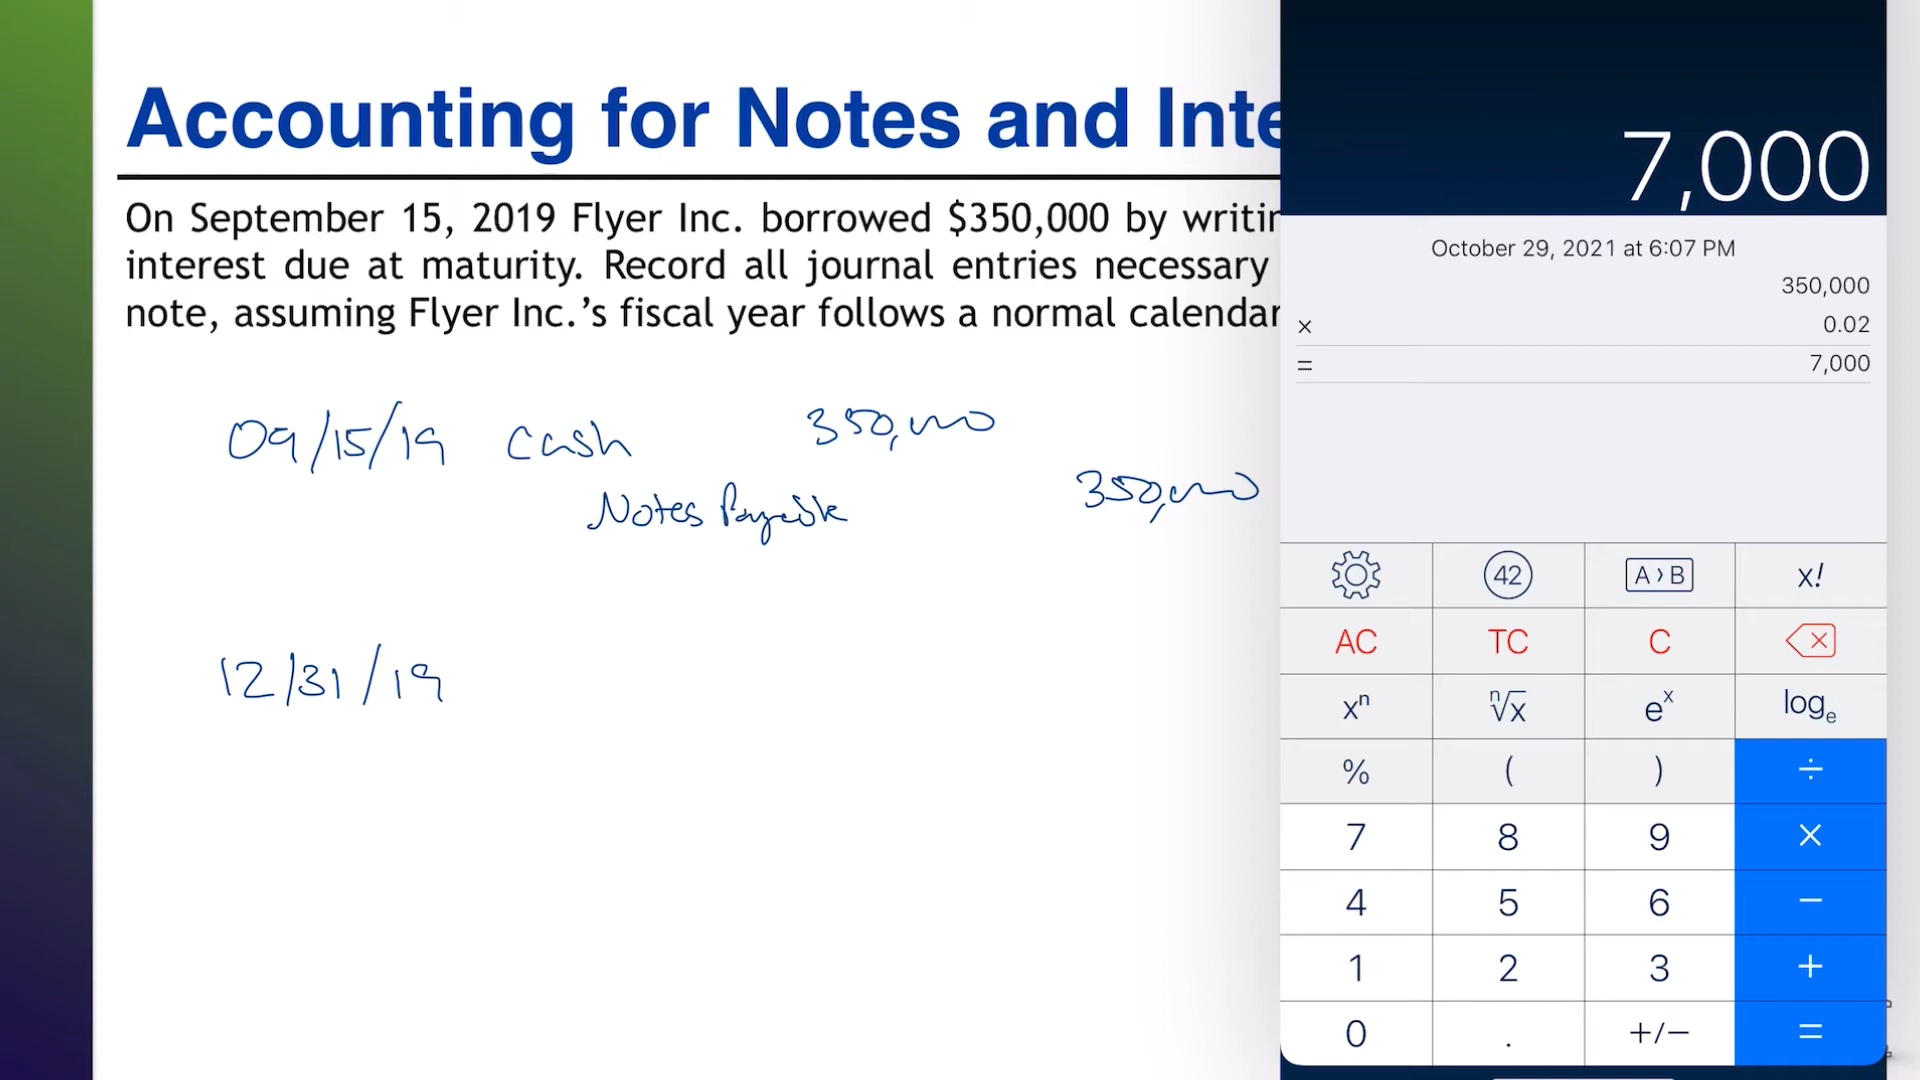 Accounting for Notes and Inte
On September 15, 2019 Flyer Inc. borrowed $350,000 by writin
interest due at maturity. Record all journal entries necessary
note, assuming Flyer Inc.’s fiscal year follows a normal calendar
09/15/19 Cash 350,000
Notes Payable 350,000
12/31/19
7,000
October 29, 2021 at 6:07 PM
350,000
× 0.02
= 7,000
42 A›B x!
AC TC C
xⁿ ⁿ√x eˣ logₑ
% ( ) ÷
7 8 9 ×
4 5 6 −
1 2 3 +
0 . +/− =